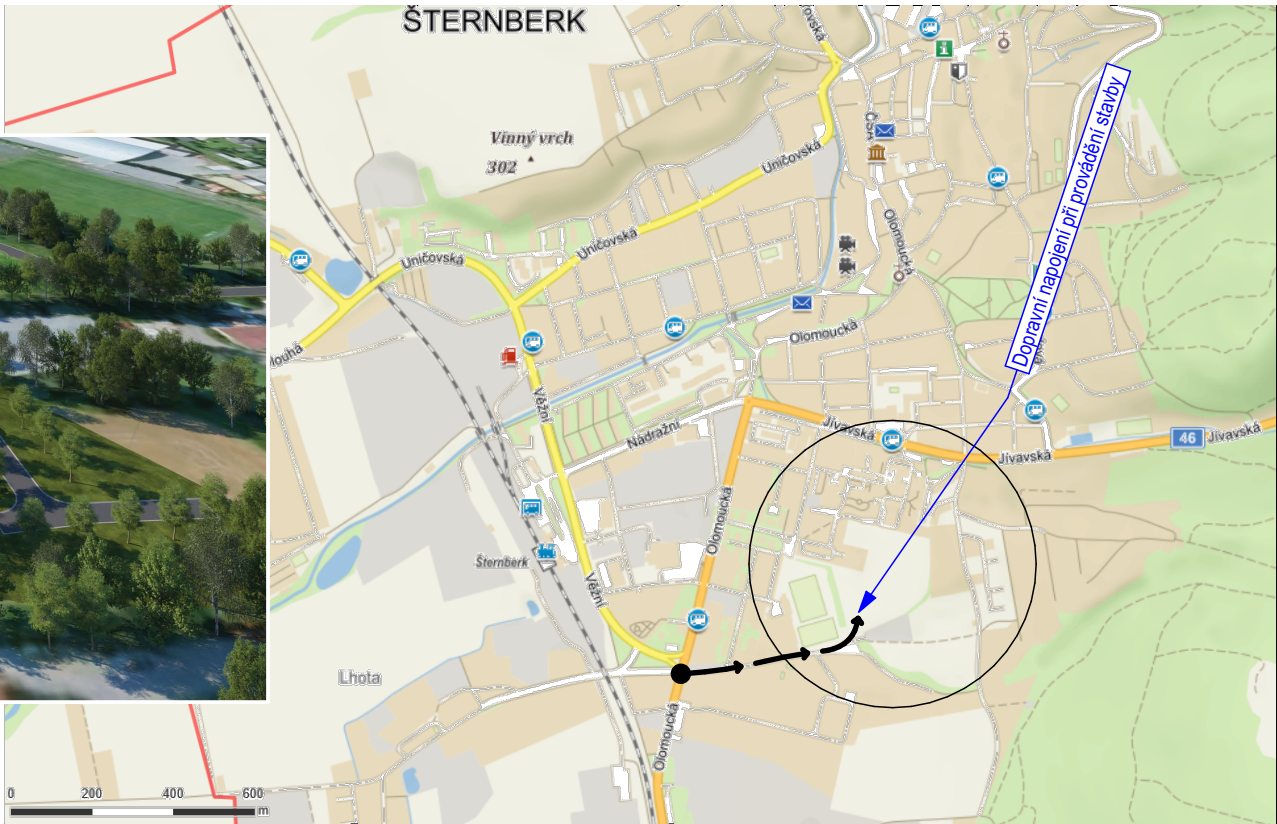 ŠTERNBERK
Vinný vrch
302
Uničovská
Uničovská
Uničovská
Olomoucká
Olomoucká
Dopravní napojení při provádění stavby
Věžní
Nádražní
Jívavská
46
Jívavská
Jívavská
Olomoucká
Šternberk
Věžní
Lhota
Olomoucká
0 200 400 600
m